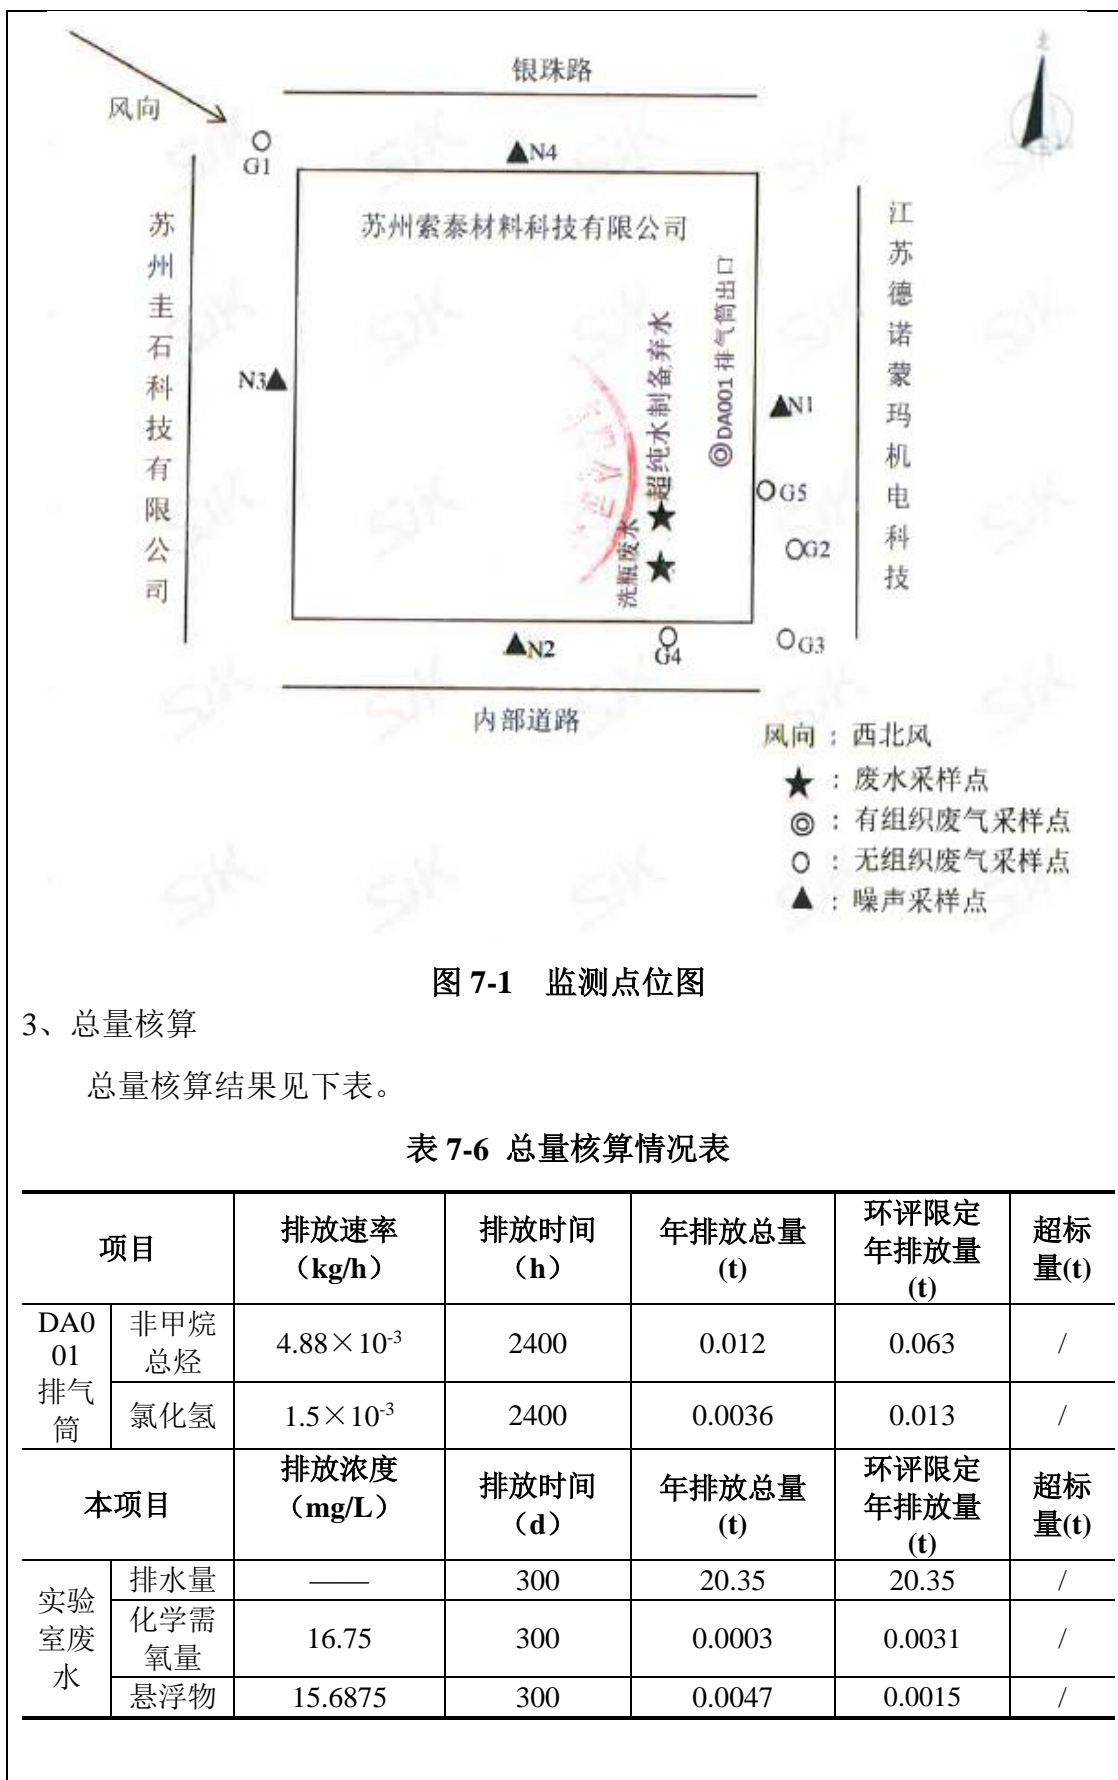 北
银珠路
风向
G1
▲N4
苏州索泰材料科技有限公司
苏州圭石科技有限公司
江苏德诺蒙玛机电科技
N3▲
◎DA001 排气筒出口
超纯水制备弃水
洗瓶废水
▲N1
G5
G2
G3
G4
▲N2
内部道路
风向：西北风
★：废水采样点
◎：有组织废气采样点
○：无组织废气采样点
▲：噪声采样点
图 7-1 监测点位图
3、总量核算
总量核算结果见下表。
表 7-6 总量核算情况表
项目 排放速率（kg/h） 排放时间（h） 年排放总量(t) 环评限定年排放量(t) 超标量(t)
DA001排气筒 非甲烷总烃 4.88×10⁻³ 2400 0.012 0.063 /
氯化氢 1.5×10⁻³ 2400 0.0036 0.013 /
本项目 排放浓度（mg/L） 排放时间（d） 年排放总量(t) 环评限定年排放量(t) 超标量(t)
实验室废水 排水量 —— 300 20.35 20.35 /
化学需氧量 16.75 300 0.0003 0.0031 /
悬浮物 15.6875 300 0.0047 0.0015 /